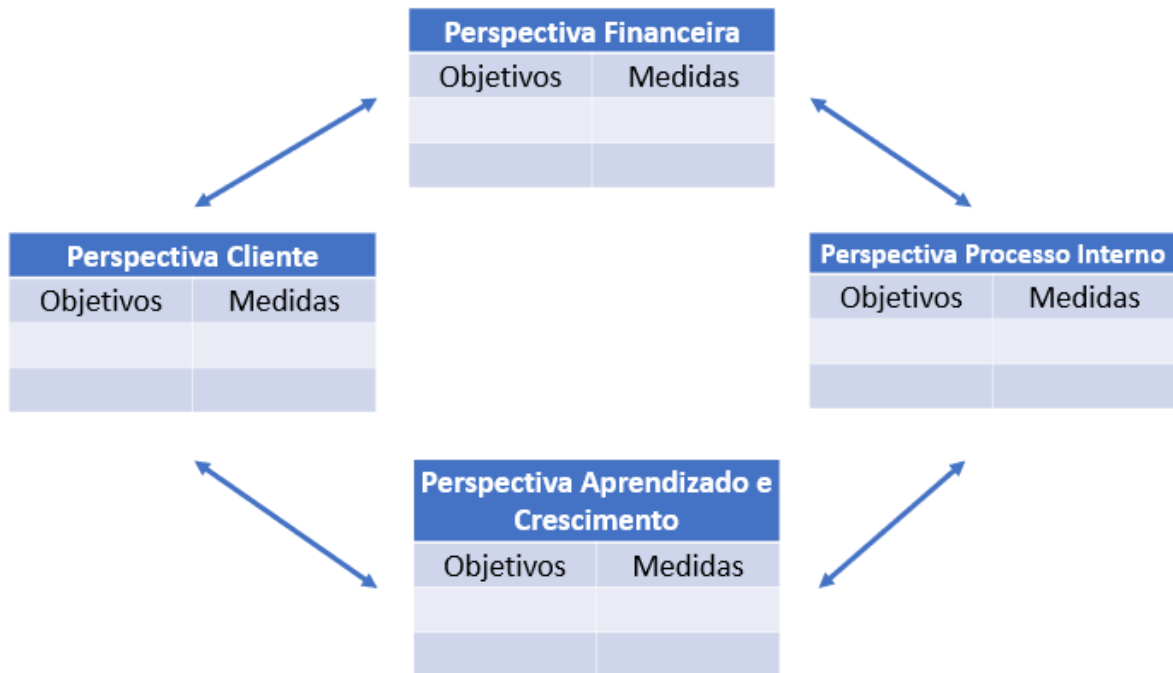 Perspectiva Financeira
Objetivos Medidas
Perspectiva Cliente
Objetivos Medidas
Perspectiva Processo Interno
Objetivos Medidas
Perspectiva Aprendizado e
Crescimento
Objetivos Medidas